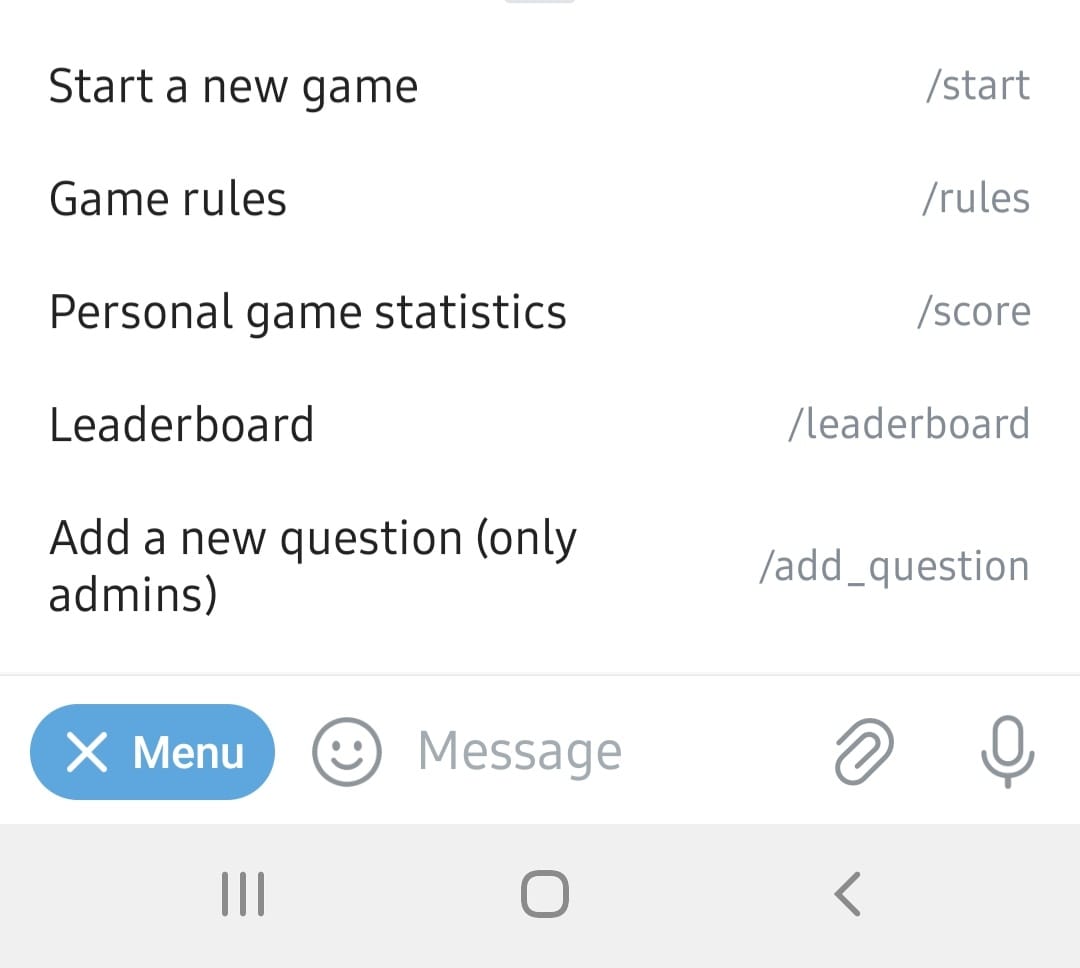 Start a new game /start
Game rules /rules
Personal game statistics /score
Leaderboard /leaderboard
Add a new question (only
admins) /add_question
Menu Message